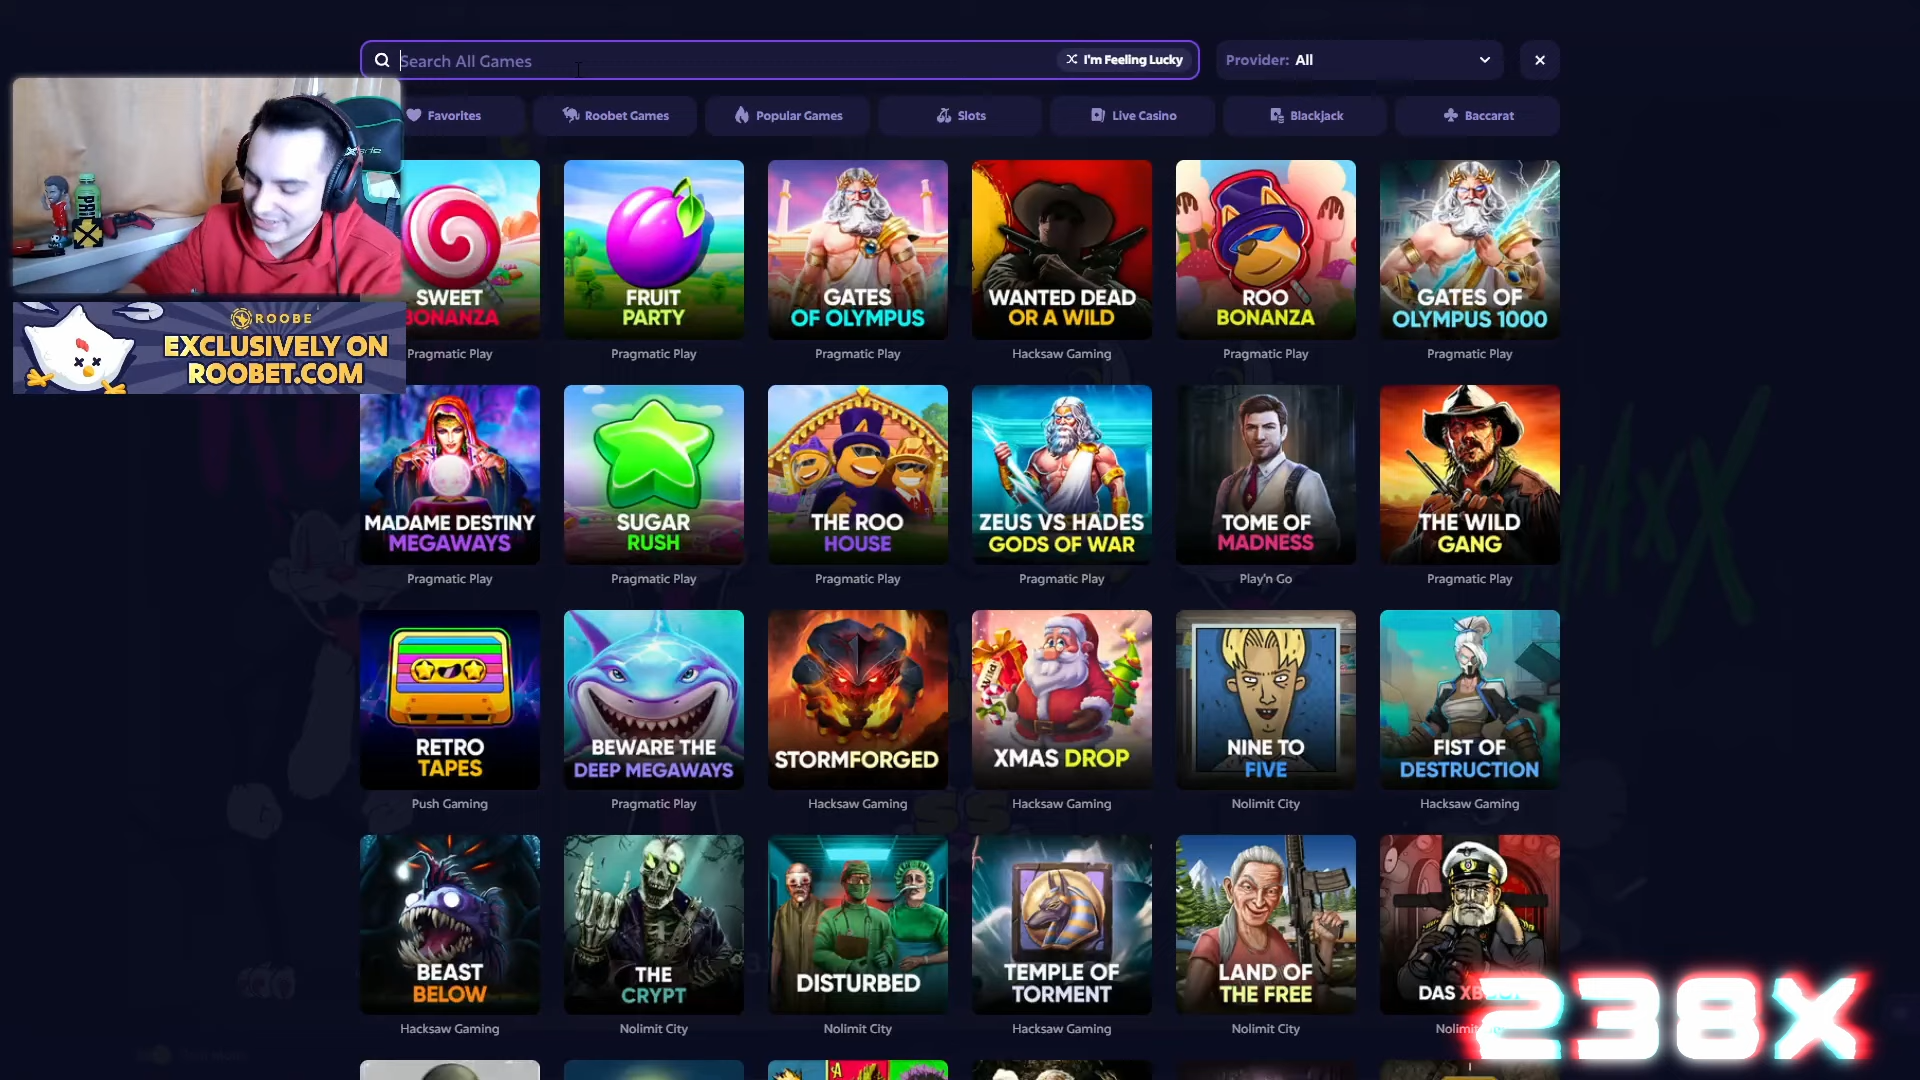 Search All Games
I'm Feeling Lucky
Provider: All
Favorites
Roobet Games
Popular Games
Slots
Live Casino
Blackjack
Baccarat
SWEET
BONANZA
Pragmatic Play
FRUIT
PARTY
Pragmatic Play
GATES
OF OLYMPUS
Pragmatic Play
WANTED DEAD
OR A WILD
Hacksaw Gaming
ROO
BONANZA
Pragmatic Play
GATES OF
OLYMPUS 1000
Pragmatic Play
ROOBE
EXCLUSIVELY ON
ROOBET.COM
MADAME DESTINY
MEGAWAYS
Pragmatic Play
SUGAR
RUSH
Pragmatic Play
THE ROO
HOUSE
Pragmatic Play
ZEUS VS HADES
GODS OF WAR
Pragmatic Play
TOME OF
MADNESS
Play'n Go
THE WILD
GANG
Pragmatic Play
RETRO
TAPES
Push Gaming
BEWARE THE
DEEP MEGAWAYS
Pragmatic Play
STORMFORGED
Hacksaw Gaming
XMAS DROP
Hacksaw Gaming
NINE TO
FIVE
Nolimit City
FIST OF
DESTRUCTION
Hacksaw Gaming
BEAST
BELOW
Hacksaw Gaming
THE
CRYPT
Nolimit City
DISTURBED
Nolimit City
TEMPLE OF
TORMENT
Hacksaw Gaming
LAND OF
THE FREE
Nolimit City
DAS
238X